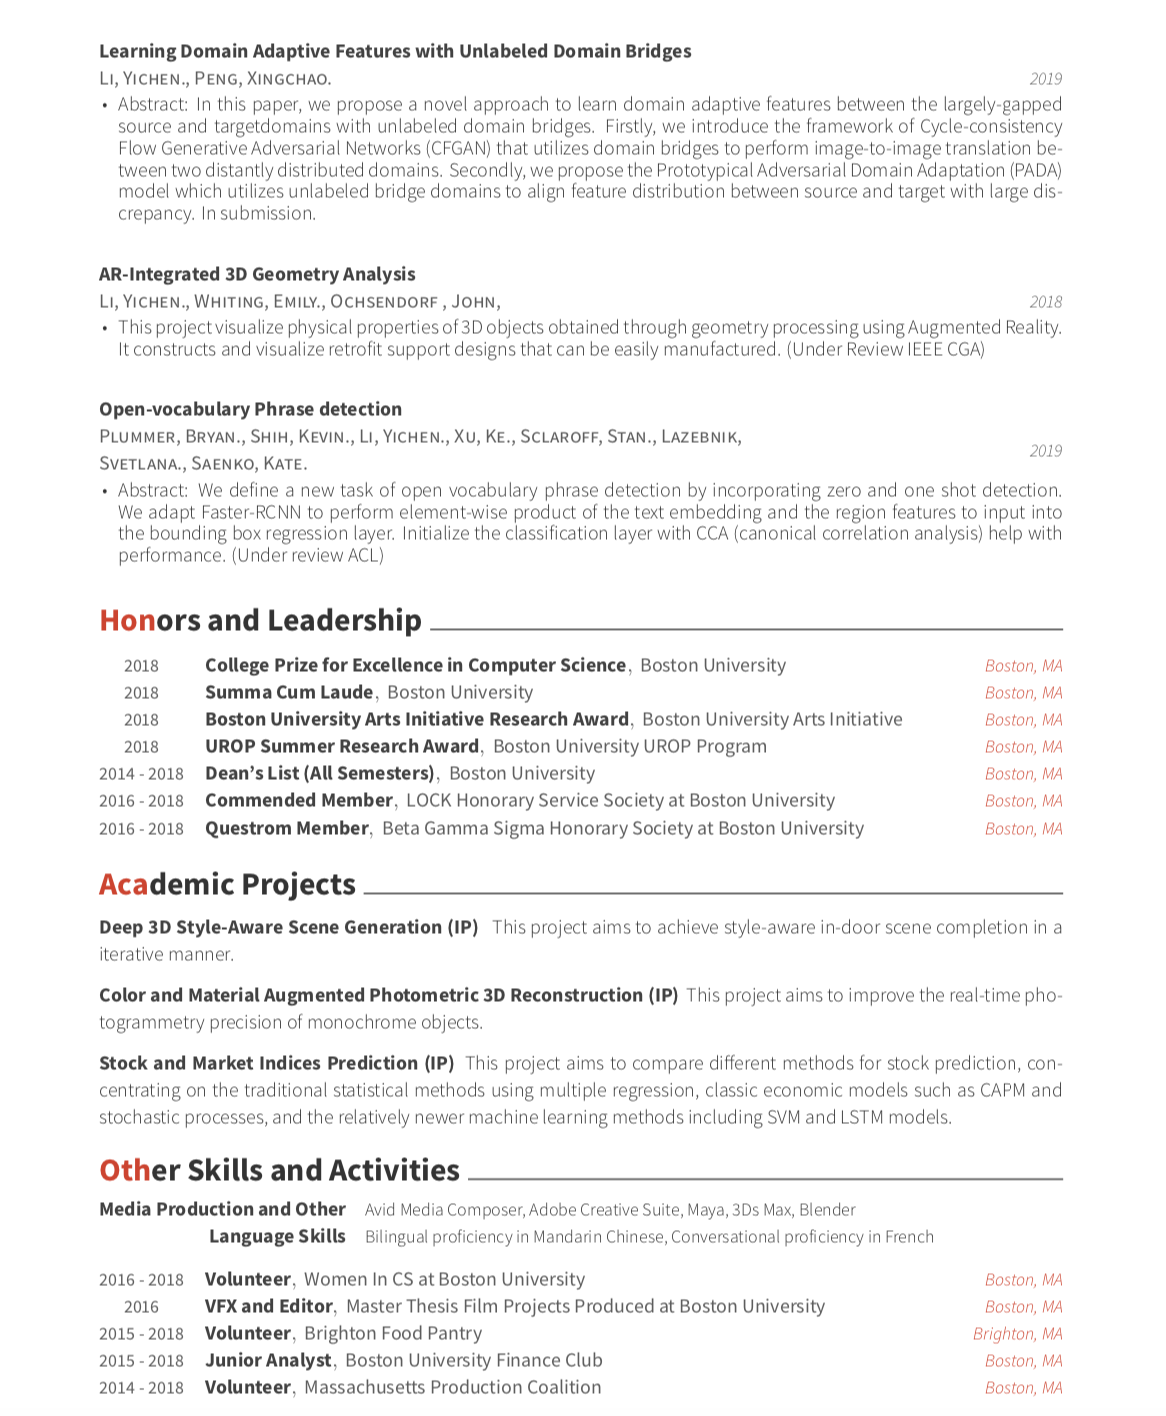 Learning Domain Adaptive Features with Unlabeled Domain Bridges
Li, Yichen., Peng, Xingchao. 2019
• Abstract: In this paper, we propose a novel approach to learn domain adaptive features between the largely-gapped
source and targetdomains with unlabeled domain bridges. Firstly, we introduce the framework of Cycle-consistency
Flow Generative Adversarial Networks (CFGAN) that utilizes domain bridges to perform image-to-image translation be-
tween two distantly distributed domains. Secondly, we propose the Prototypical Adversarial Domain Adaptation (PADA)
model which utilizes unlabeled bridge domains to align feature distribution between source and target with large dis-
crepancy. In submission.
AR-Integrated 3D Geometry Analysis
Li, Yichen., Whiting, Emily., Ochsendorf , John, 2018
• This project visualize physical properties of 3D objects obtained through geometry processing using Augmented Reality.
It constructs and visualize retrofit support designs that can be easily manufactured. (Under Review IEEE CGA)
Open-vocabulary Phrase detection
Plummer, Bryan., Shih, Kevin., Li, Yichen., Xu, Ke., Sclaroff, Stan., Lazebnik,
Svetlana., Saenko, Kate. 2019
• Abstract: We define a new task of open vocabulary phrase detection by incorporating zero and one shot detection.
We adapt Faster-RCNN to perform element-wise product of the text embedding and the region features to input into
the bounding box regression layer. Initialize the classification layer with CCA (canonical correlation analysis) help with
performance. (Under review ACL)
Honors and Leadership
2018 College Prize for Excellence in Computer Science, Boston University Boston, MA
2018 Summa Cum Laude, Boston University Boston, MA
2018 Boston University Arts Initiative Research Award, Boston University Arts Initiative Boston, MA
2018 UROP Summer Research Award, Boston University UROP Program Boston, MA
2014 - 2018 Dean's List (All Semesters), Boston University Boston, MA
2016 - 2018 Commended Member, LOCK Honorary Service Society at Boston University Boston, MA
2016 - 2018 Questrom Member, Beta Gamma Sigma Honorary Society at Boston University Boston, MA
Academic Projects
Deep 3D Style-Aware Scene Generation (IP) This project aims to achieve style-aware in-door scene completion in a
iterative manner.
Color and Material Augmented Photometric 3D Reconstruction (IP) This project aims to improve the real-time pho-
togrammetry precision of monochrome objects.
Stock and Market Indices Prediction (IP) This project aims to compare different methods for stock prediction, con-
centrating on the traditional statistical methods using multiple regression, classic economic models such as CAPM and
stochastic processes, and the relatively newer machine learning methods including SVM and LSTM models.
Other Skills and Activities
Media Production and Other Avid Media Composer, Adobe Creative Suite, Maya, 3Ds Max, Blender
Language Skills Bilingual proficiency in Mandarin Chinese, Conversational proficiency in French
2016 - 2018 Volunteer, Women In CS at Boston University Boston, MA
2016 VFX and Editor, Master Thesis Film Projects Produced at Boston University Boston, MA
2015 - 2018 Volunteer, Brighton Food Pantry Brighton, MA
2015 - 2018 Junior Analyst, Boston University Finance Club Boston, MA
2014 - 2018 Volunteer, Massachusetts Production Coalition Boston, MA